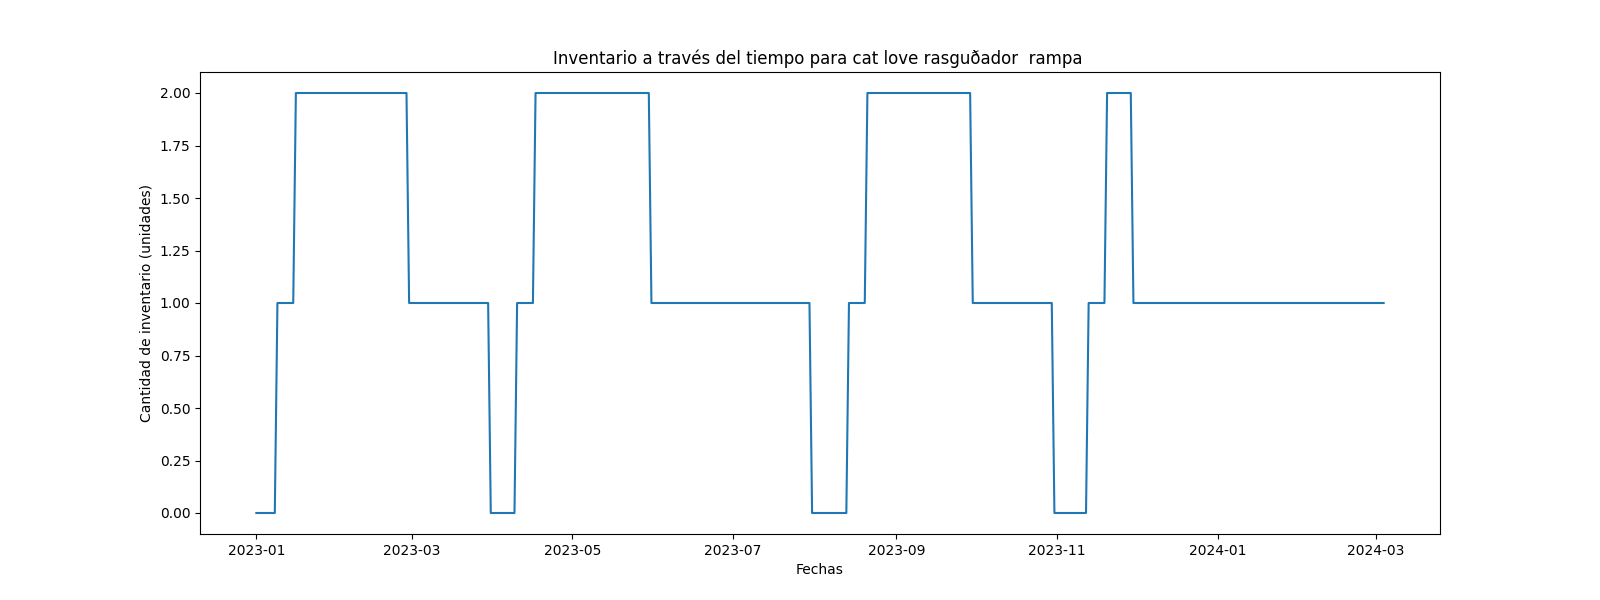 Inventario a través del tiempo para cat love rasguðador  rampa
Cantidad de inventario (unidades)
2.00
1.75
1.50
1.25
1.00
0.75
0.50
0.25
0.00
2023-01 2023-03 2023-05 2023-07 2023-09 2023-11 2024-01 2024-03
Fechas